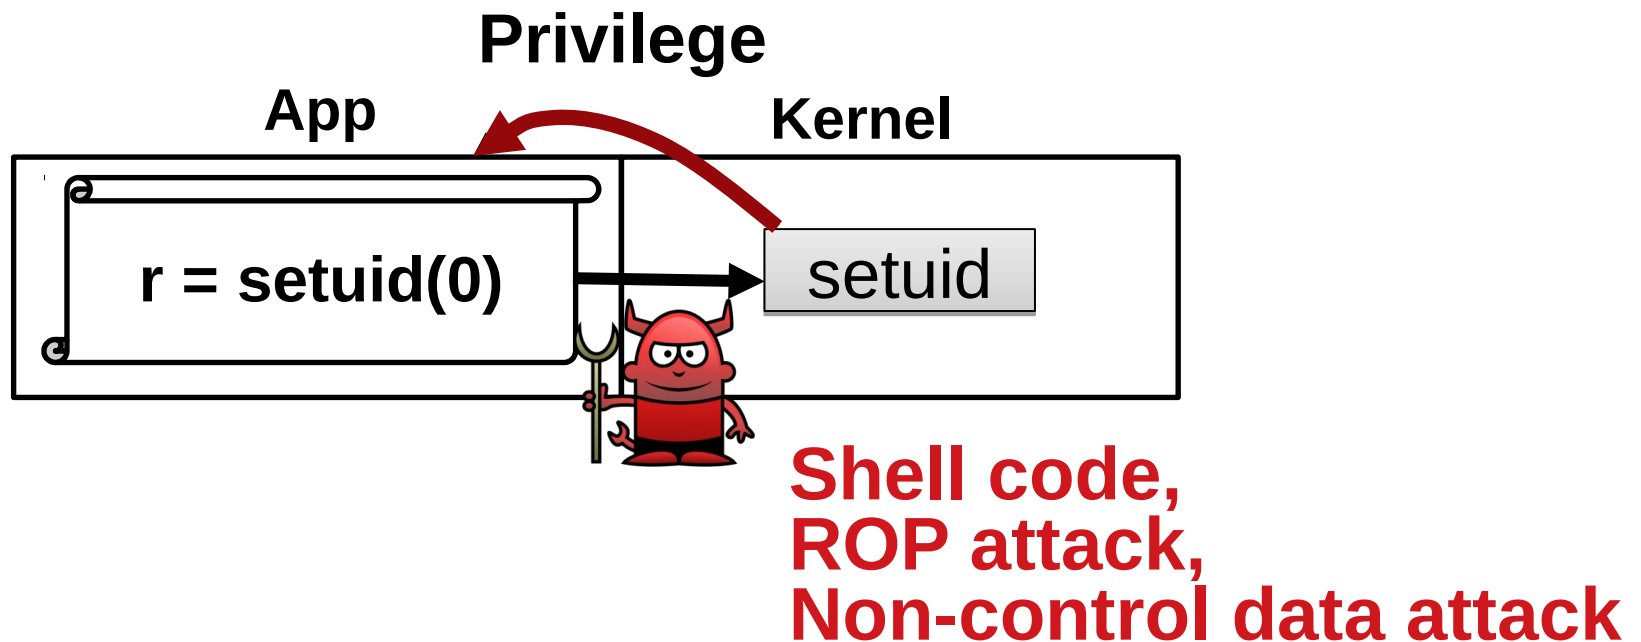 Privilege
App
Kernel
r = setuid(0)
setuid
Shell code,
ROP attack,
Non-control data attack